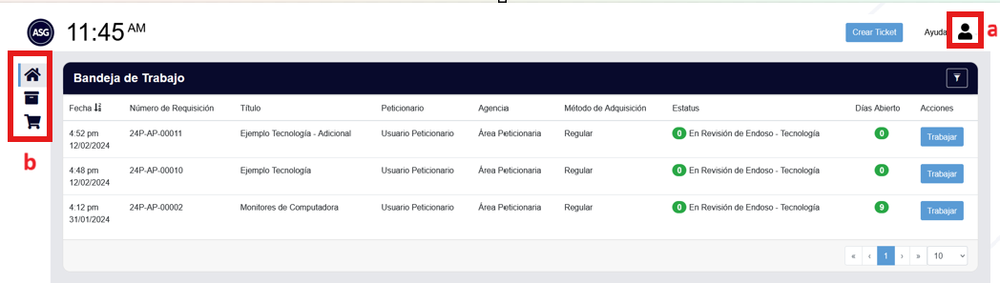 ASG 11:45 AM Crear Ticket Ayuda a
Bandeja de Trabajo
Fecha Número de Requisición Título Peticionario Agencia Método de Adquisición Estatus Días Abierto Acciones
4:52 pm 24P-AP-00011 Ejemplo Tecnología - Adicional Usuario Peticionario Área Peticionaria Regular 0 En Revisión de Endoso - Tecnología 0 Trabajar
12/02/2024
4:48 pm 24P-AP-00010 Ejemplo Tecnología Usuario Peticionario Área Peticionaria Regular 0 En Revisión de Endoso - Tecnología 0 Trabajar
12/02/2024
b
4:12 pm 24P-AP-00002 Monitores de Computadora Usuario Peticionario Área Peticionaria Regular 0 En Revisión de Endoso - Tecnología 9 Trabajar
31/01/2024
« ‹ 1 › » 10